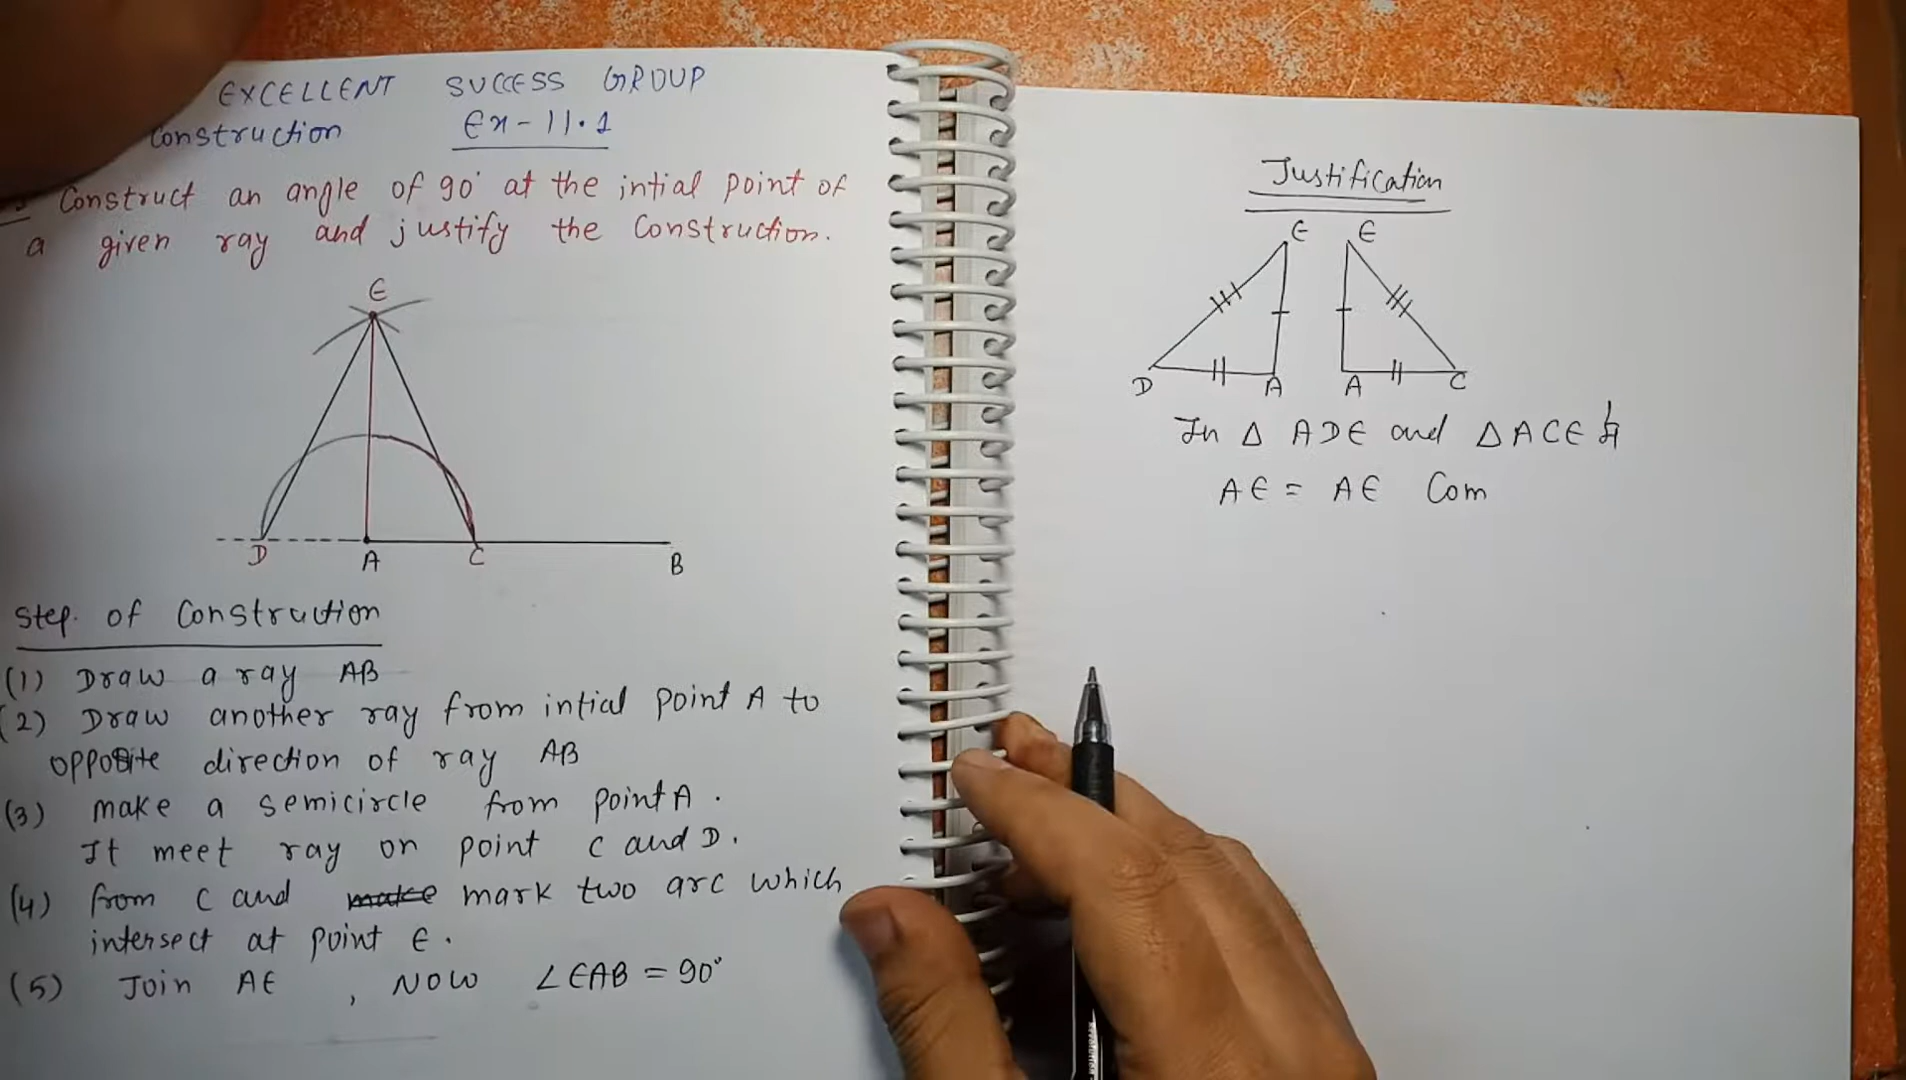 EXCELLENT SUCCESS GROUP
Construction Ex-11.1
Construct an angle of 90° at the intial point of
a given ray and justify the Construction.
E
D A C B
Step. of Construction
(1) Draw a ray AB
(2) Draw another ray from intial point A to
opposite direction of ray AB
(3) make a semicircle from point A.
It meet ray on point C and D.
(4) from C and make mark two arc which
intersect at point E.
(5) Join AE, NOW ∠EAB = 90°
Justification
E E
D A A C
In Δ ADE and ΔACE
AE = AE Com